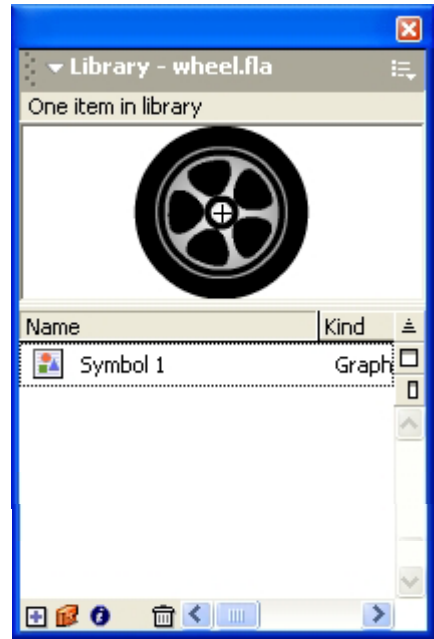 Library - wheel.fla
One item in library
Name Kind
Symbol 1 Graph